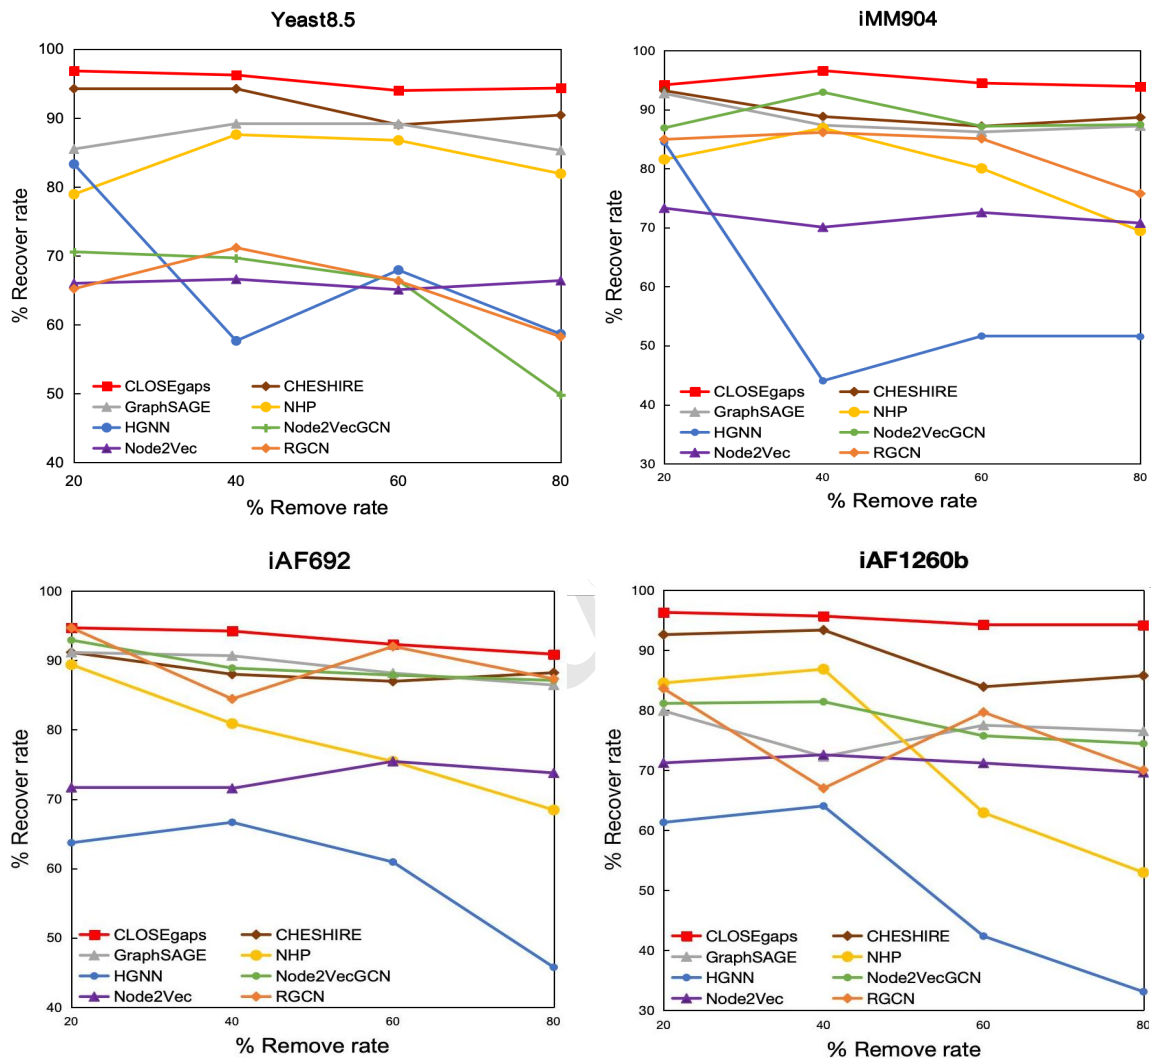 Yeast8.5
100
90
80
70
60
50
40
% Recover rate
CLOSEgaps CHESHIRE
GraphSAGE NHP
HGNN Node2VecGCN
Node2Vec RGCN
20 40 60 80
% Remove rate
iMM904
100
90
80
70
60
50
40
30
% Recover rate
CLOSEgaps CHESHIRE
GraphSAGE NHP
HGNN Node2VecGCN
Node2Vec RGCN
20 40 60 80
% Remove rate
iAF692
100
90
80
70
60
50
40
% Recover rate
CLOSEgaps CHESHIRE
GraphSAGE NHP
HGNN Node2VecGCN
Node2Vec RGCN
20 40 60 80
% Remove rate
iAF1260b
100
90
80
70
60
50
40
30
% Recover rate
CLOSEgaps CHESHIRE
GraphSAGE NHP
HGNN Node2VecGCN
Node2Vec RGCN
20 40 60 80
% Remove rate